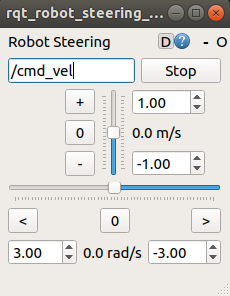 rqt_robot_steering_...
Robot Steering D ? - O
/cmd_vel Stop
+ 1.00
0 0.0 m/s
- -1.00
< 0 >
3.00 0.0 rad/s -3.00